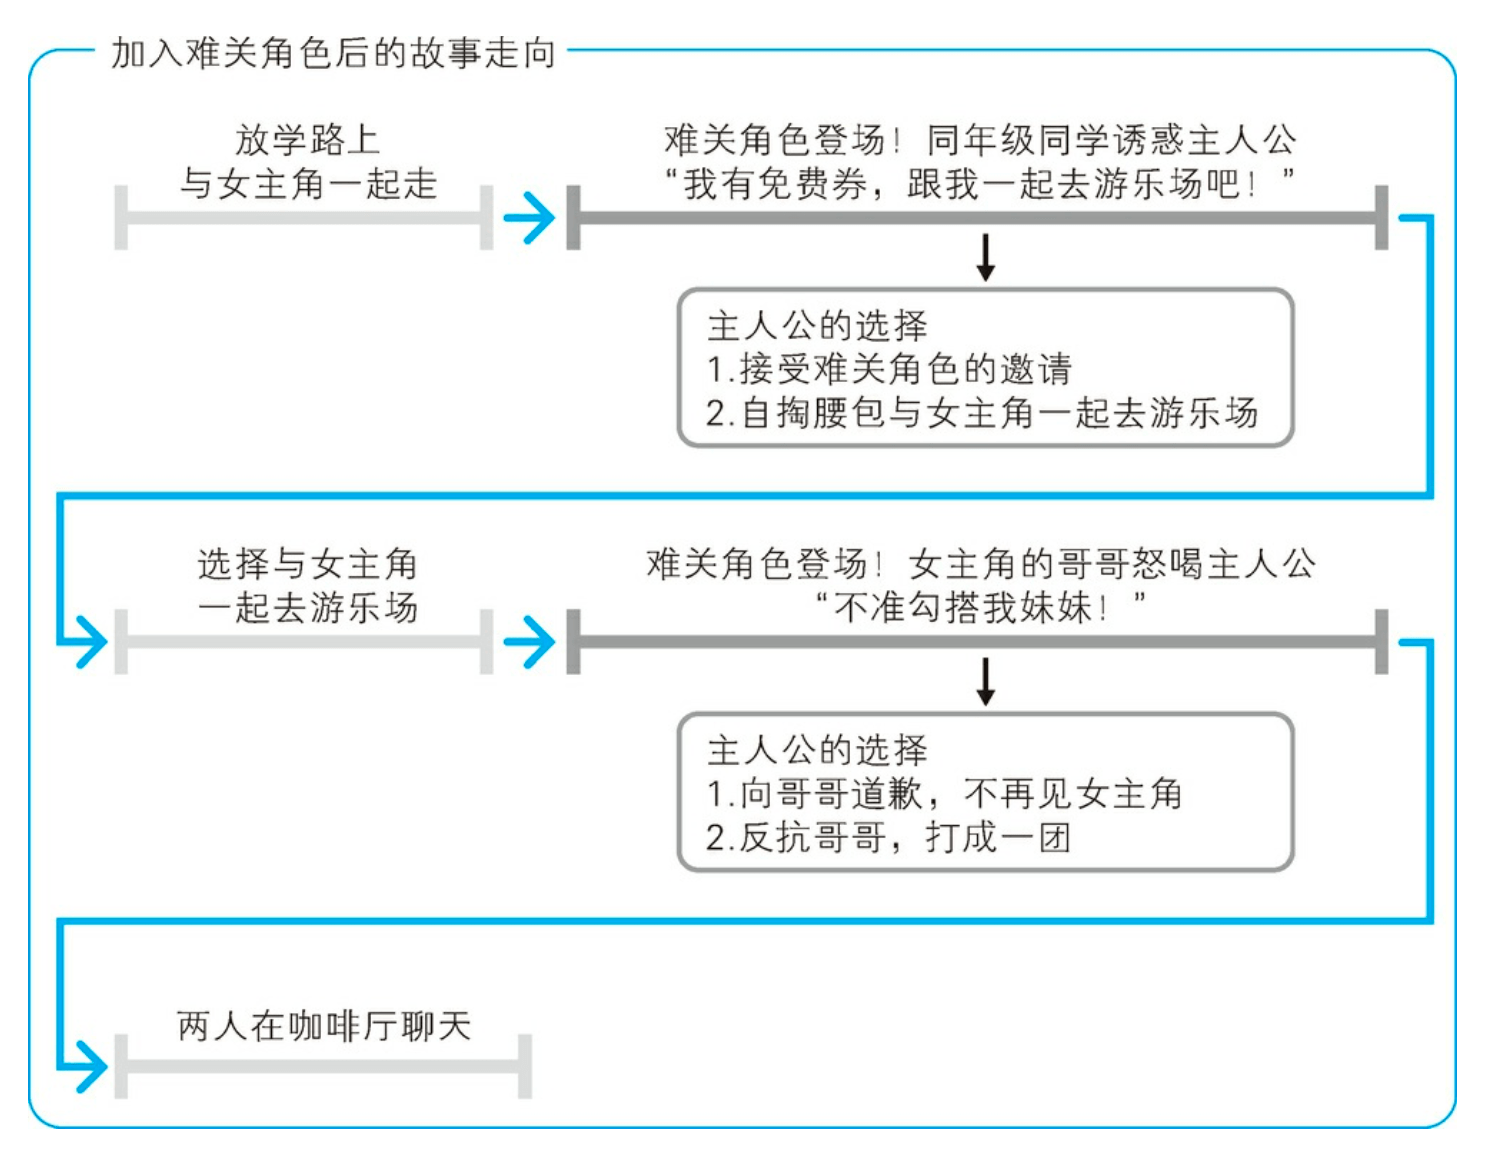 加入难关角色后的故事走向
放学路上
与女主角一起走
难关角色登场！同年级同学诱惑主人公
“我有免费券，跟我一起去游乐场吧！”
主人公的选择
1.接受难关角色的邀请
2.自掏腰包与女主角一起去游乐场
选择与女主角
一起去游乐场
难关角色登场！女主角的哥哥怒喝主人公
“不准勾搭我妹妹！”
主人公的选择
1.向哥哥道歉，不再见女主角
2.反抗哥哥，打成一团
两人在咖啡厅聊天